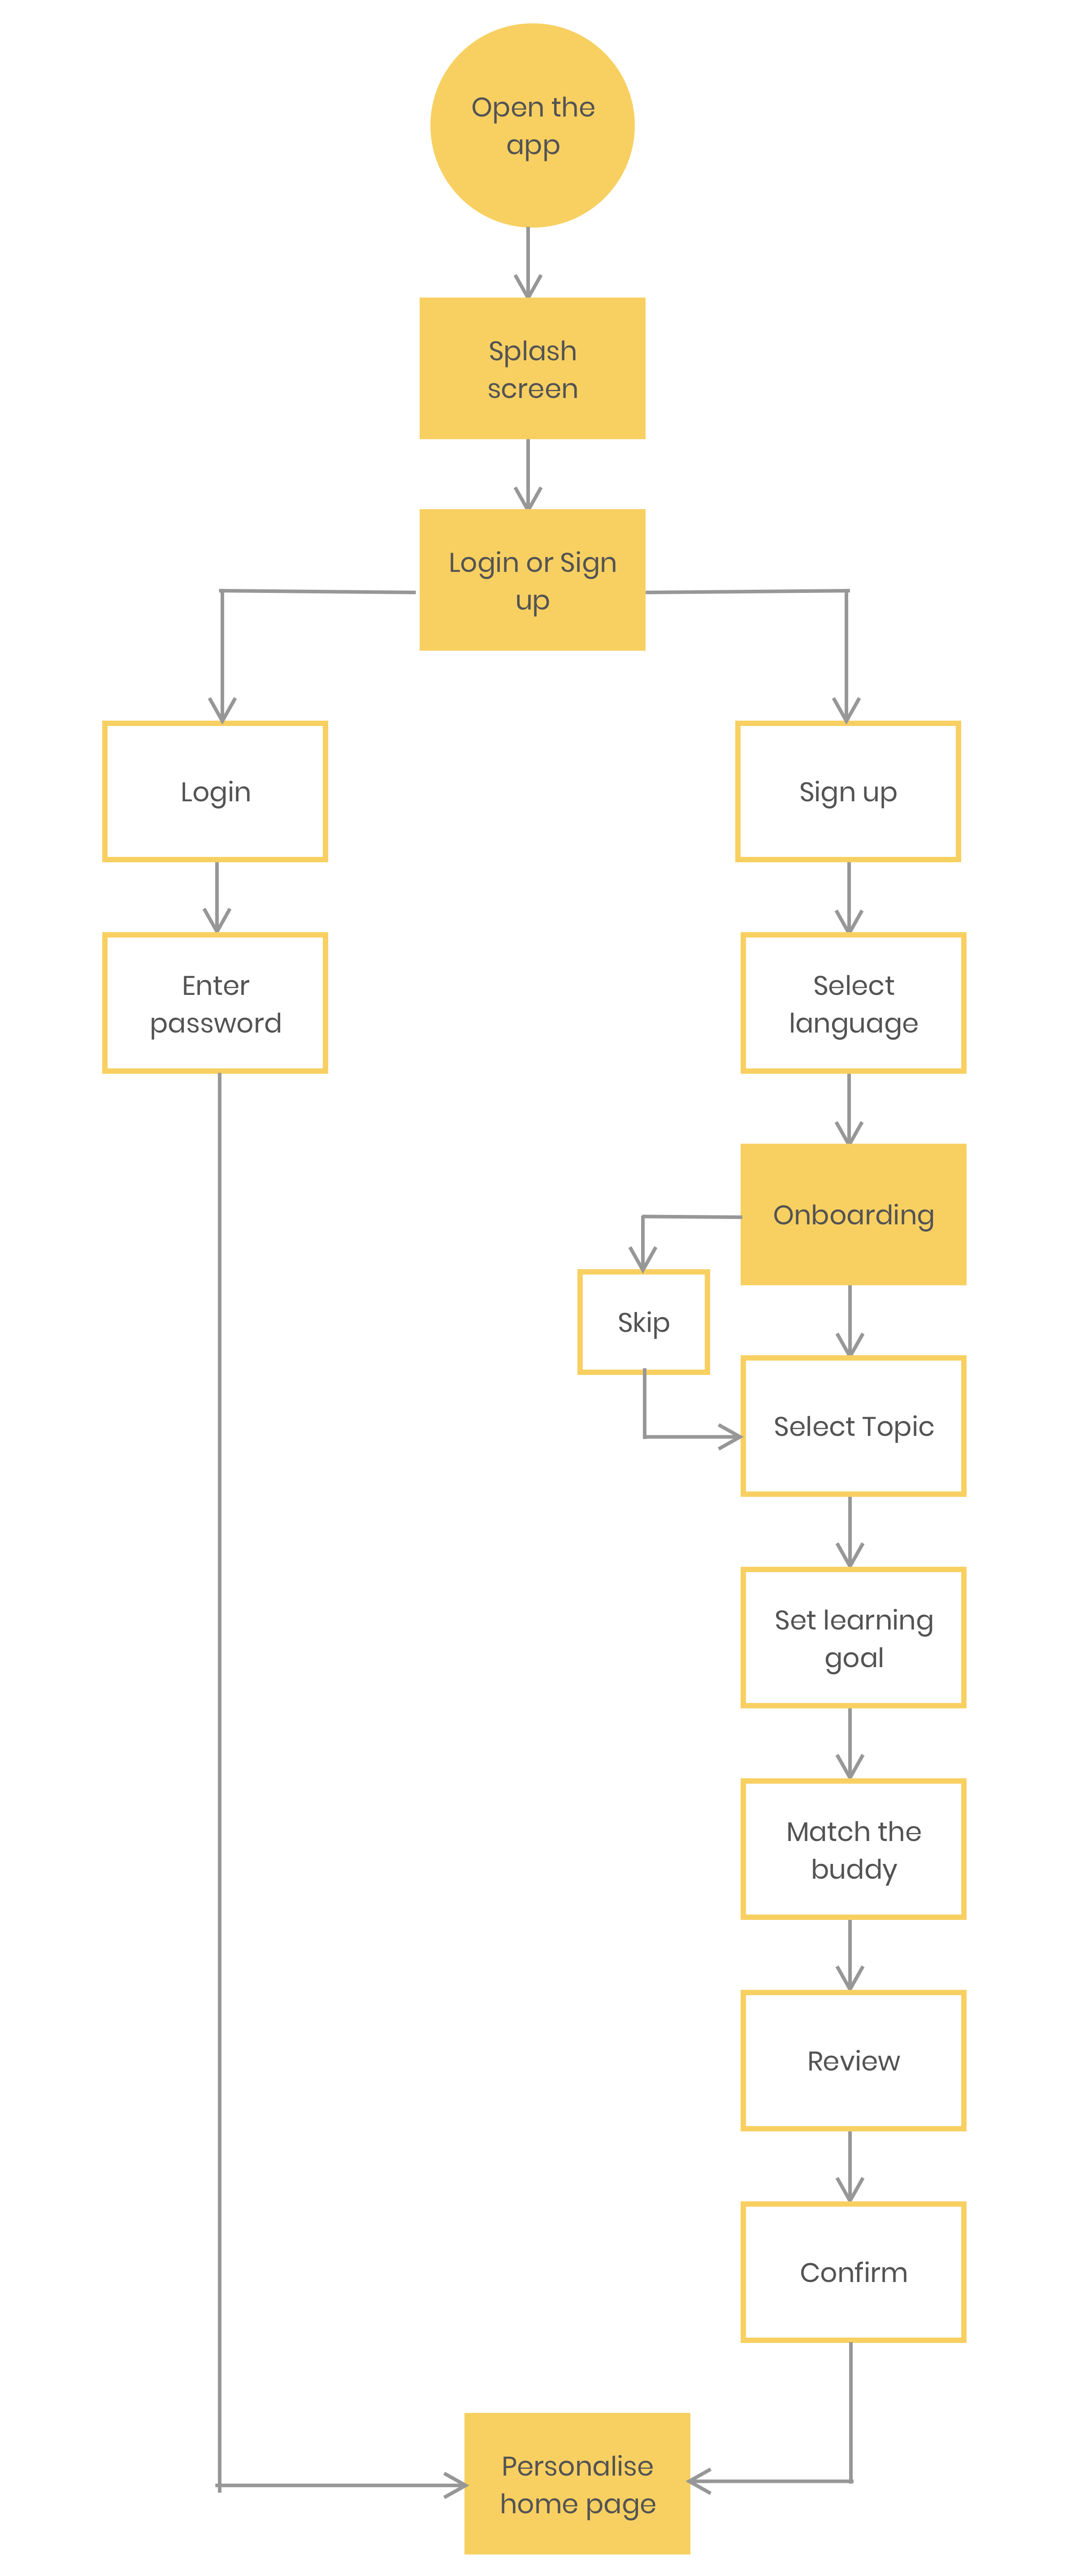 Open the
app
Splash
screen
Login or Sign
up
Login
Sign up
Enter
password
Select
language
Onboarding
Skip
Select Topic
Set learning
goal
Match the
buddy
Review
Confirm
Personalise
home page